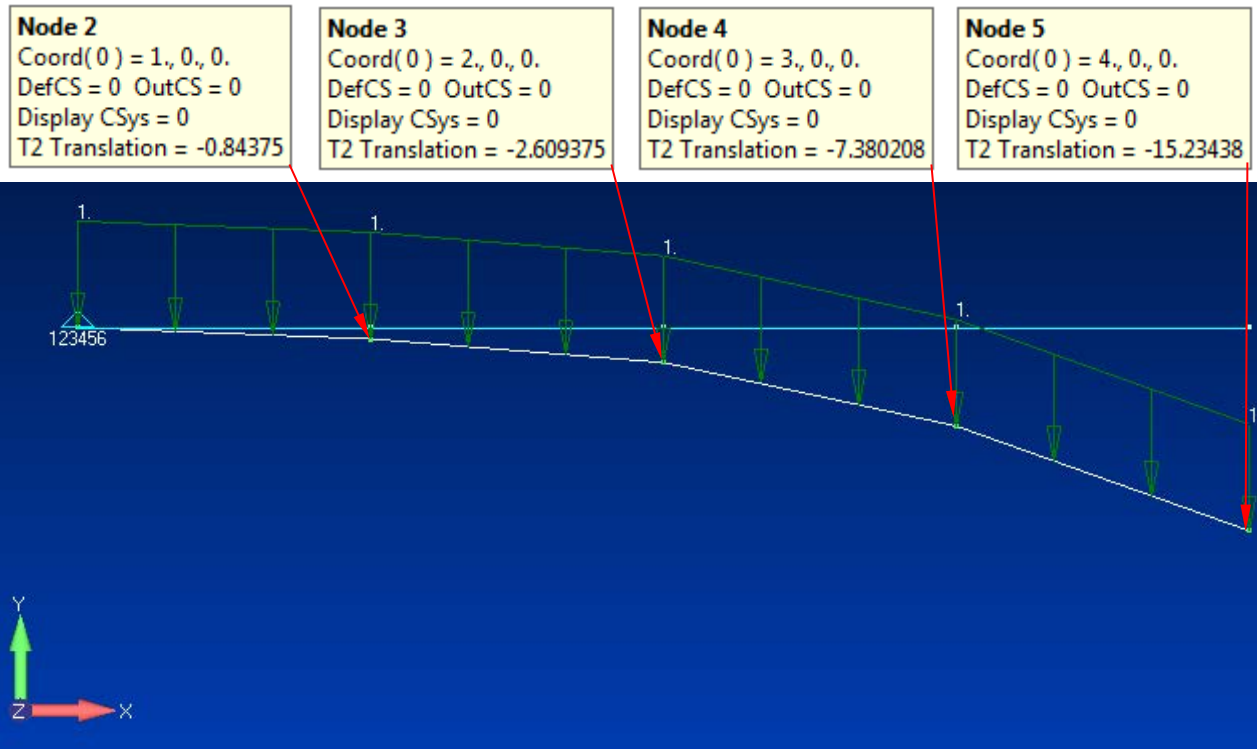 Node 2
Coord( 0 ) = 1., 0., 0.
DefCS = 0 OutCS = 0
Display CSys = 0
T2 Translation = -0.84375
Node 3
Coord( 0 ) = 2., 0., 0.
DefCS = 0 OutCS = 0
Display CSys = 0
T2 Translation = -2.609375
Node 4
Coord( 0 ) = 3., 0., 0.
DefCS = 0 OutCS = 0
Display CSys = 0
T2 Translation = -7.380208
Node 5
Coord( 0 ) = 4., 0., 0.
DefCS = 0 OutCS = 0
Display CSys = 0
T2 Translation = -15.23438
1.
1.
1.
1.
1
123456
Y
Z
X